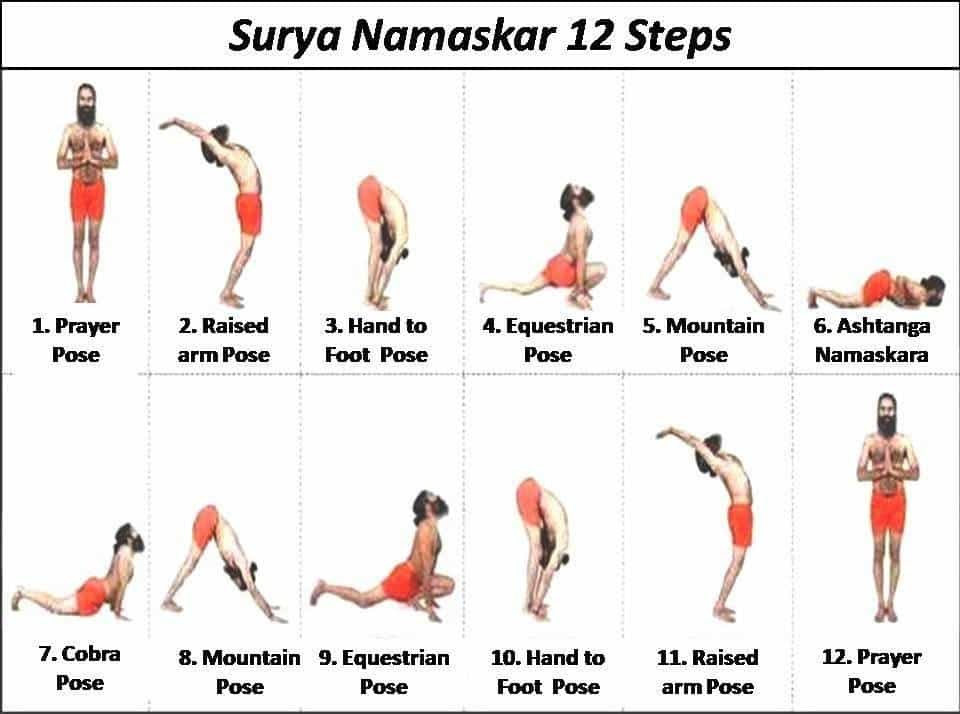 Surya Namaskar 12 Steps
1. Prayer
Pose
2. Raised
arm Pose
3. Hand to
Foot Pose
4. Equestrian
Pose
5. Mountain
Pose
6. Ashtanga
Namaskara
7. Cobra
Pose
8. Mountain
Pose
9. Equestrian
Pose
10. Hand to
Foot Pose
11. Raised
arm Pose
12. Prayer
Pose